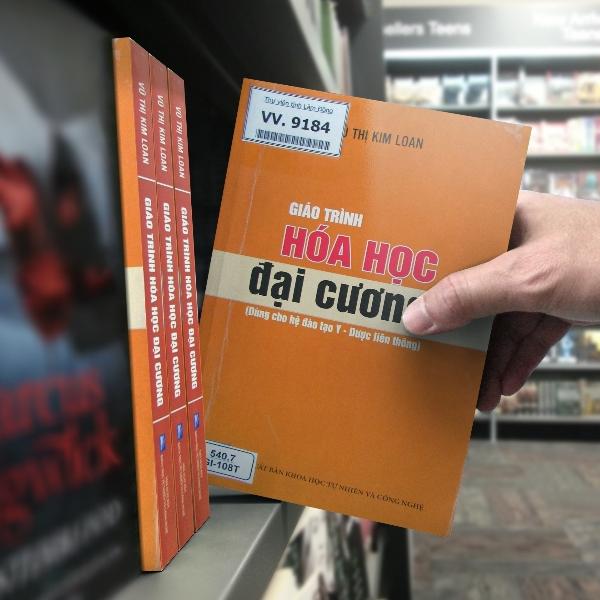 VÕ THỊ KIM LOAN
GIÁO TRÌNH HÓA HỌC ĐẠI CƯƠNG
VÕ THỊ KIM LOAN
GIÁO TRÌNH HÓA HỌC ĐẠI CƯƠNG
VÕ THỊ KIM LOAN
GIÁO TRÌNH HÓA HỌC ĐẠI CƯƠNG
VV. 9184
THỊ KIM LOAN
GIÁO TRÌNH
HÓA HỌC
đại cương
(Dùng cho hệ đào tạo Y - Dược liên thông)
540.7
GI-108T
XUẤT BẢN KHOA HỌC TỰ NHIÊN VÀ CÔNG NGHỆ
Teens